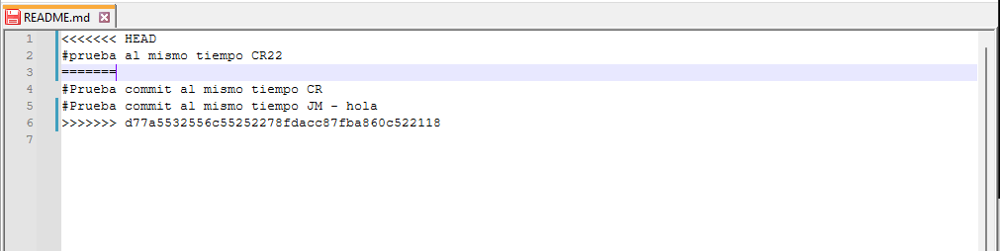 README.md
1 <<<<<<< HEAD
2 #prueba al mismo tiempo CR22
3 =======
4 #Prueba commit al mismo tiempo CR
5 #Prueba commit al mismo tiempo JM - hola
6 >>>>>>> d77a5532556c55252278fdacc87fba860c522118
7